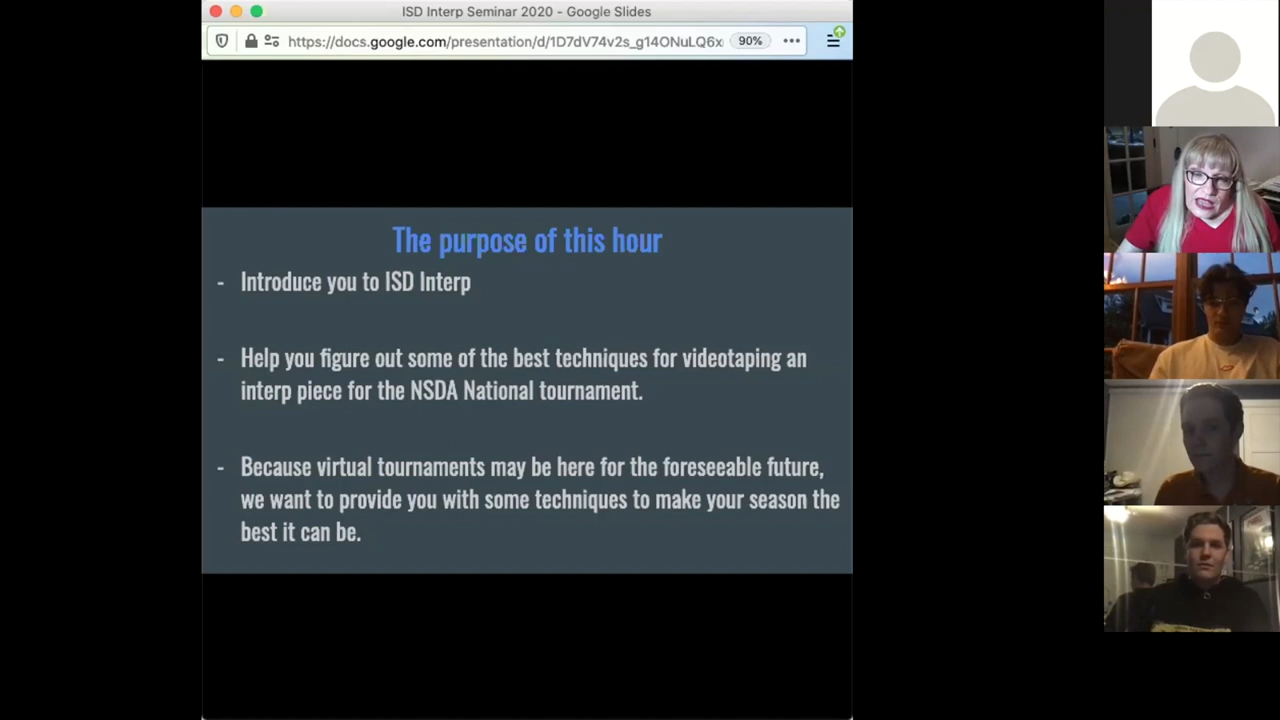 ISD Interp Seminar 2020 - Google Slides
https://docs.google.com/presentation/d/1D7dV74v2s_g14ONuLQ6x
90%
The purpose of this hour
- Introduce you to ISD Interp
- Help you figure out some of the best techniques for videotaping an
interp piece for the NSDA National tournament.
- Because virtual tournaments may be here for the foreseeable future,
we want to provide you with some techniques to make your season the
best it can be.